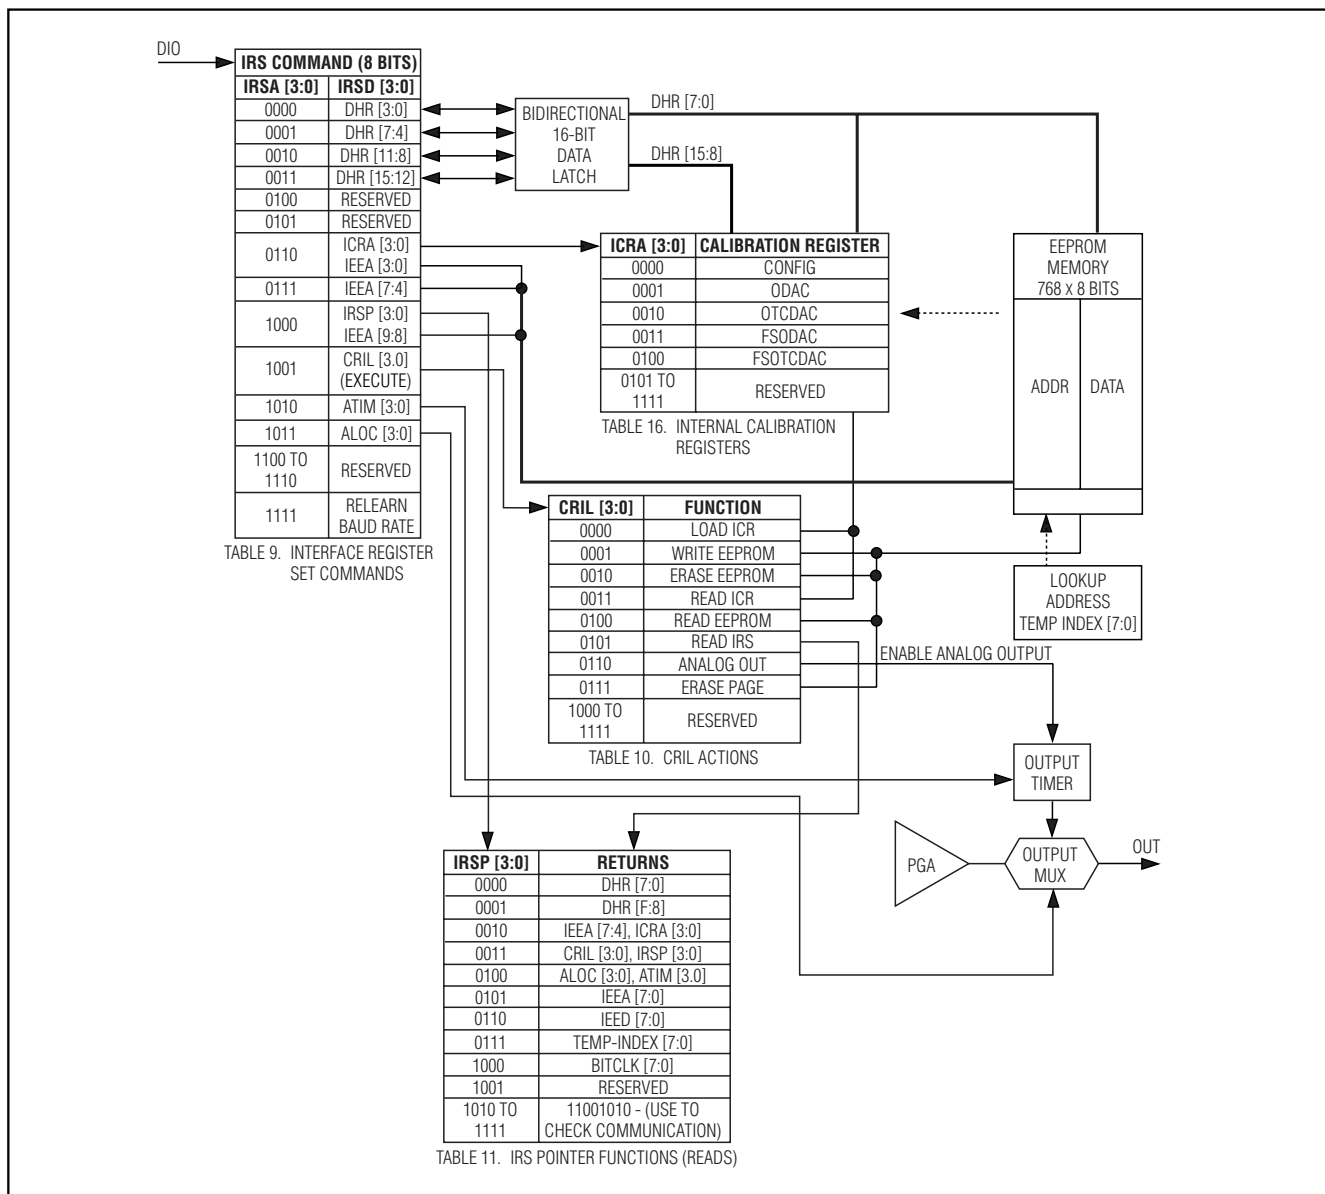 DIO
IRS COMMAND (8 BITS)
IRSA [3:0] IRSD [3:0]
0000 DHR [3:0]
0001 DHR [7:4]
0010 DHR [11:8]
0011 DHR [15:12]
0100 RESERVED
0101 RESERVED
0110 ICRA [3:0]
IEEA [3:0]
0111 IEEA [7:4]
1000 IRSP [3:0]
IEEA [9:8]
1001 CRIL [3.0]
(EXECUTE)
1010 ATIM [3:0]
1011 ALOC [3:0]
1100 TO
1110 RESERVED
1111 RELEARN
BAUD RATE
TABLE 9. INTERFACE REGISTER
SET COMMANDS
BIDIRECTIONAL
16-BIT
DATA
LATCH
DHR [7:0]
DHR [15:8]
ICRA [3:0] CALIBRATION REGISTER
0000 CONFIG
0001 ODAC
0010 OTCDAC
0011 FSODAC
0100 FSOTCDAC
0101 TO
1111 RESERVED
TABLE 16. INTERNAL CALIBRATION
REGISTERS
EEPROM
MEMORY
768 X 8 BITS
ADDR DATA
LOOKUP
ADDRESS
TEMP INDEX [7:0]
CRIL [3:0] FUNCTION
0000 LOAD ICR
0001 WRITE EEPROM
0010 ERASE EEPROM
0011 READ ICR
0100 READ EEPROM
0101 READ IRS
0110 ANALOG OUT
0111 ERASE PAGE
1000 TO
1111 RESERVED
TABLE 10. CRIL ACTIONS
ENABLE ANALOG OUTPUT
OUTPUT
TIMER
PGA
OUTPUT
MUX
OUT
IRSP [3:0] RETURNS
0000 DHR [7:0]
0001 DHR [F:8]
0010 IEEA [7:4], ICRA [3:0]
0011 CRIL [3:0], IRSP [3:0]
0100 ALOC [3:0], ATIM [3.0]
0101 IEEA [7:0]
0110 IEED [7:0]
0111 TEMP-INDEX [7:0]
1000 BITCLK [7:0]
1001 RESERVED
1010 TO 11001010 - (USE TO
1111 CHECK COMMUNICATION)
TABLE 11. IRS POINTER FUNCTIONS (READS)